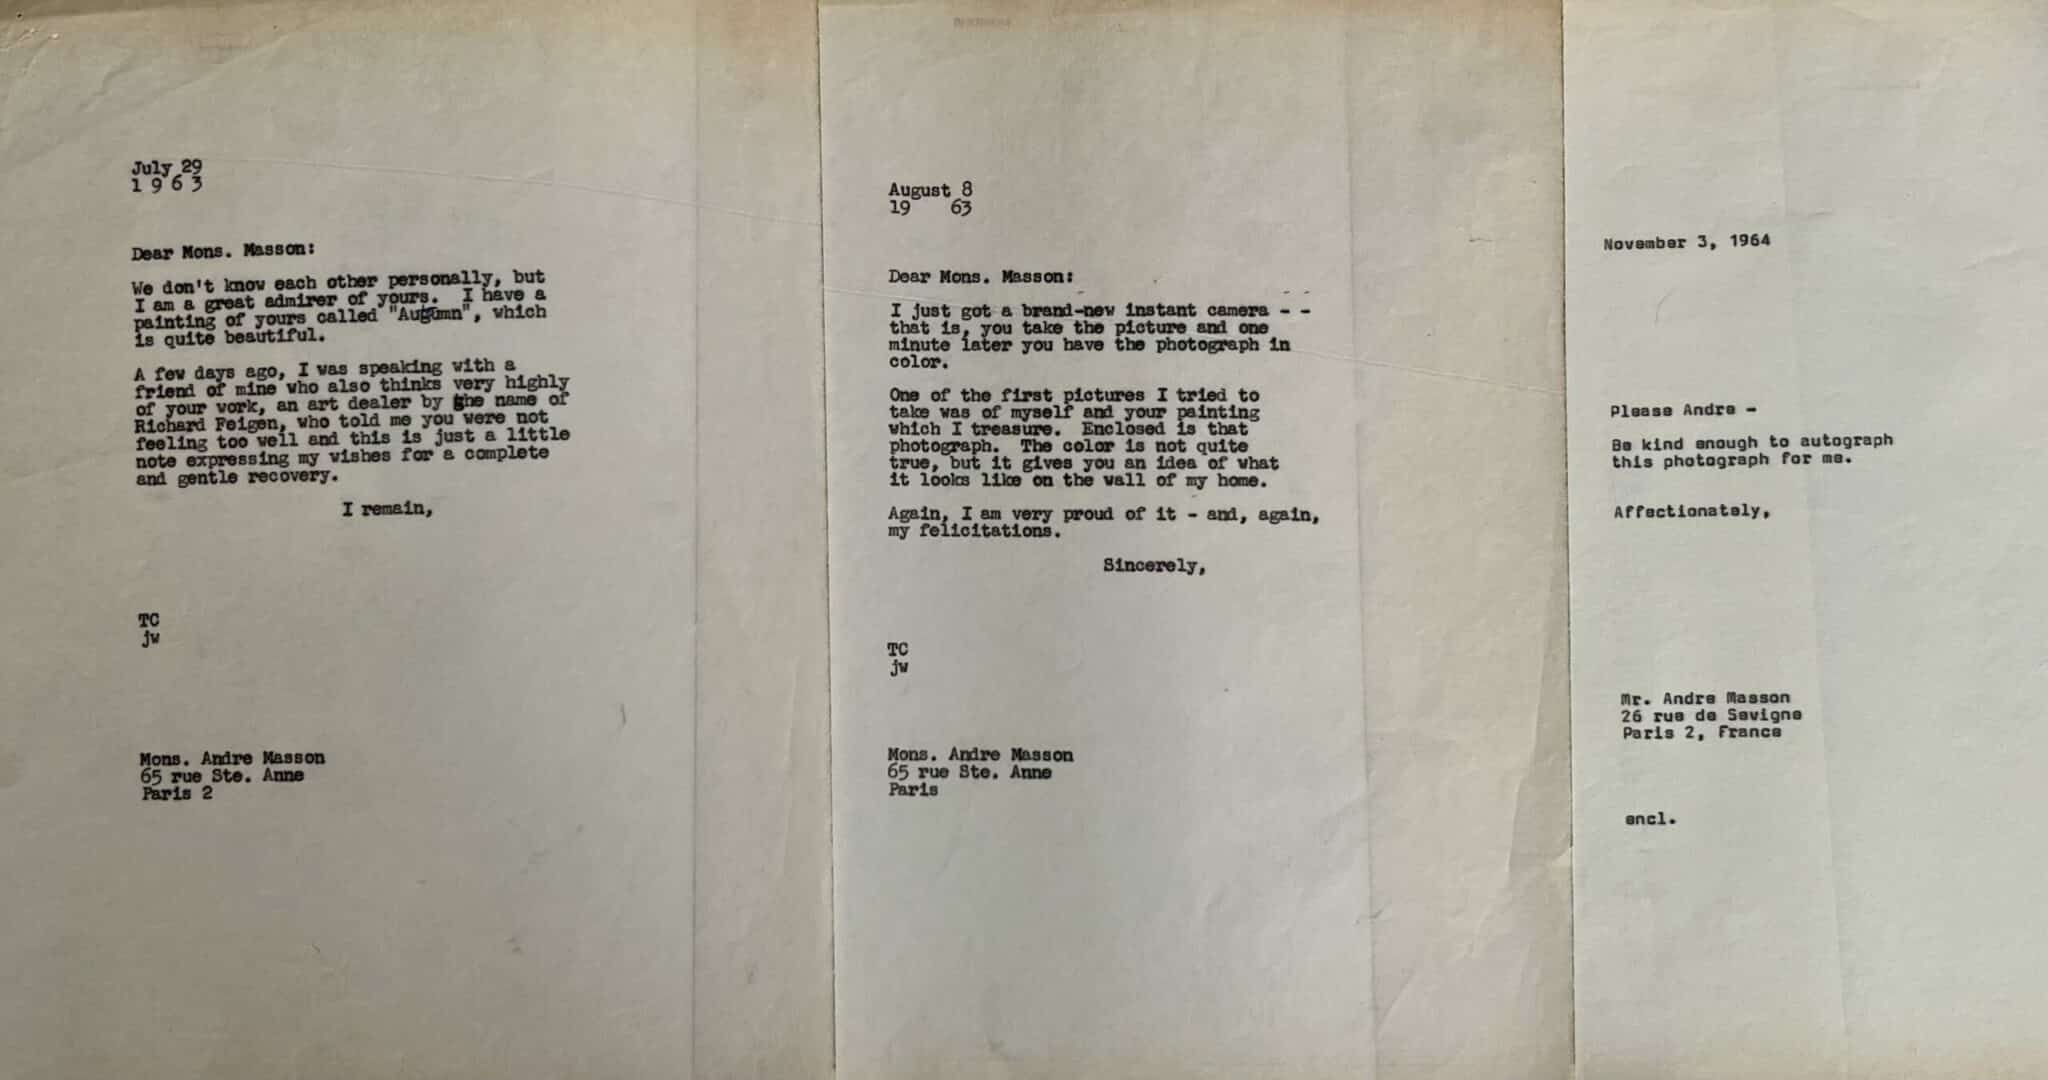 July 29
1 9 6 3
Dear Mons. Masson:
We don't know each other personally, but
I am a great admirer of yours. I have a
painting of yours called "Autumn", which
is quite beautiful.
A few days ago, I was speaking with a
friend of mine who also thinks very highly
of your work, an art dealer by the name of
Richard Feigen, who told me you were not
feeling too well and this is just a little
note expressing my wishes for a complete
and gentle recovery.
I remain,
TC
jw
Mons. Andre Masson
65 rue Ste. Anne
Paris 2
August 8
19 63
Dear Mons. Masson:
I just got a brand-new instant camera - -
that is, you take the picture and one
minute later you have the photograph in
color.
One of the first pictures I tried to
take was of myself and your painting
which I treasure. Enclosed is that
photograph. The color is not quite
true, but it gives you an idea of what
it looks like on the wall of my home.
Again, I am very proud of it - and, again,
my felicitations.
Sincerely,
TC
jw
Mons. Andre Masson
65 rue Ste. Anne
Paris
November 3, 1964
Please Andre -
Be kind enough to autograph
this photograph for me.
Affectionately,
Mr. Andre Masson
26 rue de Sevigne
Paris 2, France
encl.